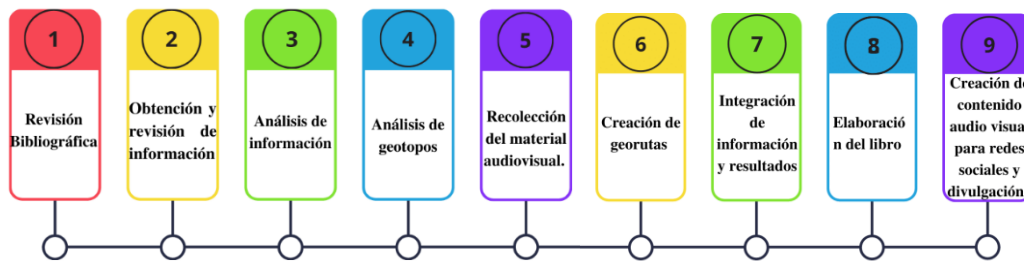 1
Revisión
Bibliográfica
2
Obtención y
revisión de
información
3
Análisis de
información
4
Análisis de
geotopos
5
Recolección
del material
audiovisual.
6
Creación de
georutas
7
Integración
de
información
y resultados
8
Elaboració
n del libro
9
Creación de
contenido
audio visual
para redes
sociales y
divulgación